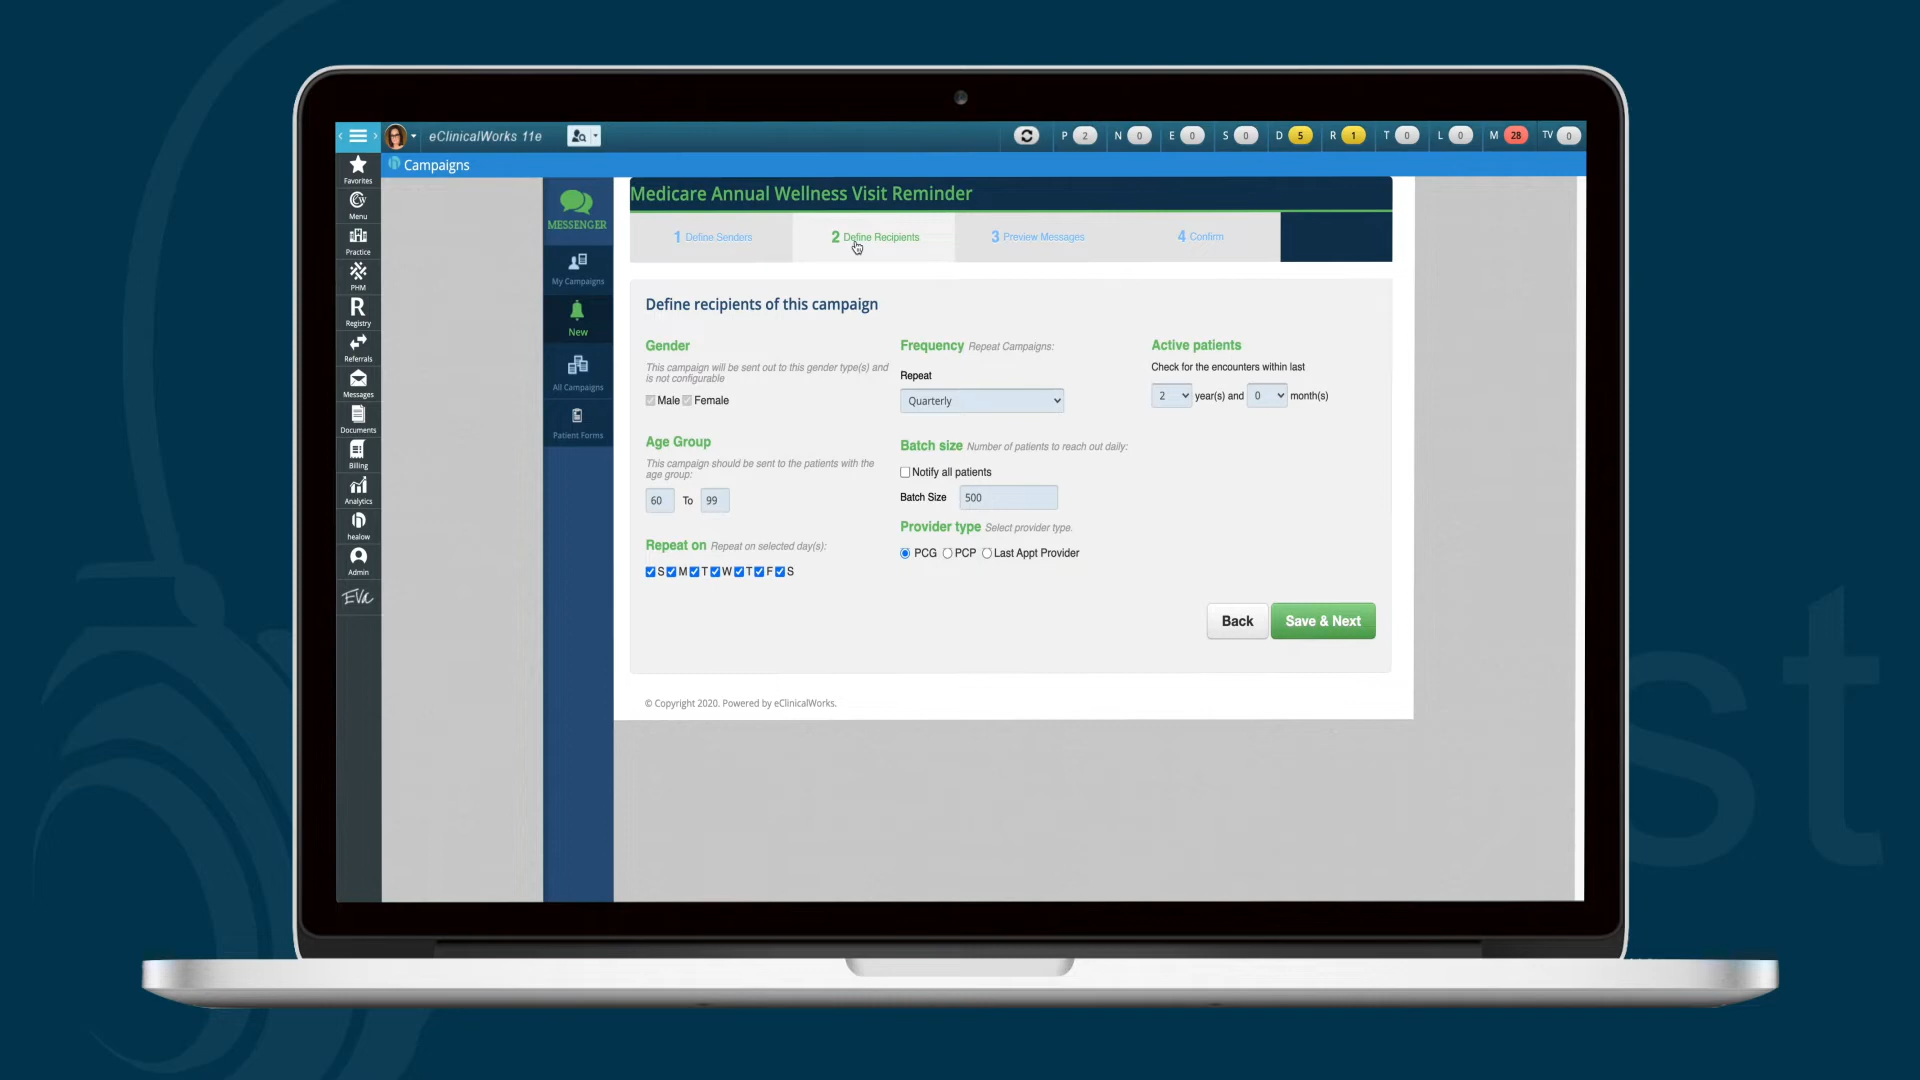 eClinicalWorks 11e
P 2 N 0 E 0 S 0 D 5 R 1 T 0 L 0 M 28 TV 0
Campaigns
Favorites
Menu
Practice
PHM
R
Registry
Referrals
Messages
Documents
Billing
Analytics
healow
Admin
EVA
MESSENGER
My Campaigns
New
All Campaigns
Patient Forms
Medicare Annual Wellness Visit Reminder
1 Define Senders 2 Define Recipients 3 Preview Messages 4 Confirm
Define recipients of this campaign
Gender
This campaign will be sent out to this gender type(s) and
is not configurable
Male Female
Age Group
This campaign should be sent to the patients with the
age group:
60 To 99
Repeat on Repeat on selected day(s):
S M T W T F S
Frequency Repeat Campaigns:
Repeat
Quarterly
Batch size Number of patients to reach out daily:
Notify all patients
Batch Size 500
Provider type Select provider type.
PCG PCP Last Appt Provider
Active patients
Check for the encounters within last
2 year(s) and 0 month(s)
Back Save & Next
© Copyright 2020. Powered by eClinicalWorks.
st